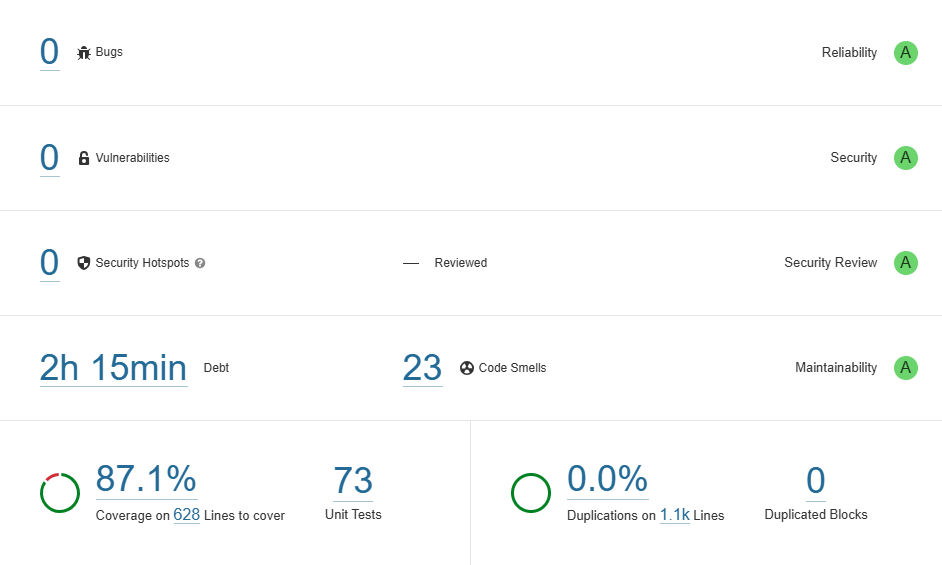 0 Bugs Reliability A
0 Vulnerabilities Security A
0 Security Hotspots ? — Reviewed Security Review A
2h 15min Debt 23 Code Smells Maintainability A
87.1% 73 0.0% 0
Coverage on 628 Lines to cover Unit Tests Duplications on 1.1k Lines Duplicated Blocks